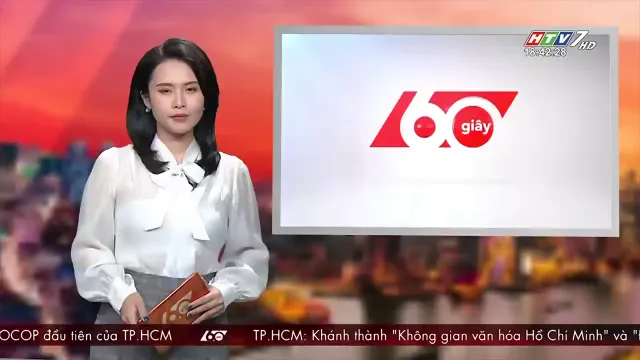 HTV7 HD
18:42:28
60 giây
OCOP đầu tiên của TP.HCM 60 TP.HCM: Khánh thành "Không gian văn hóa Hồ Chí Minh" và "